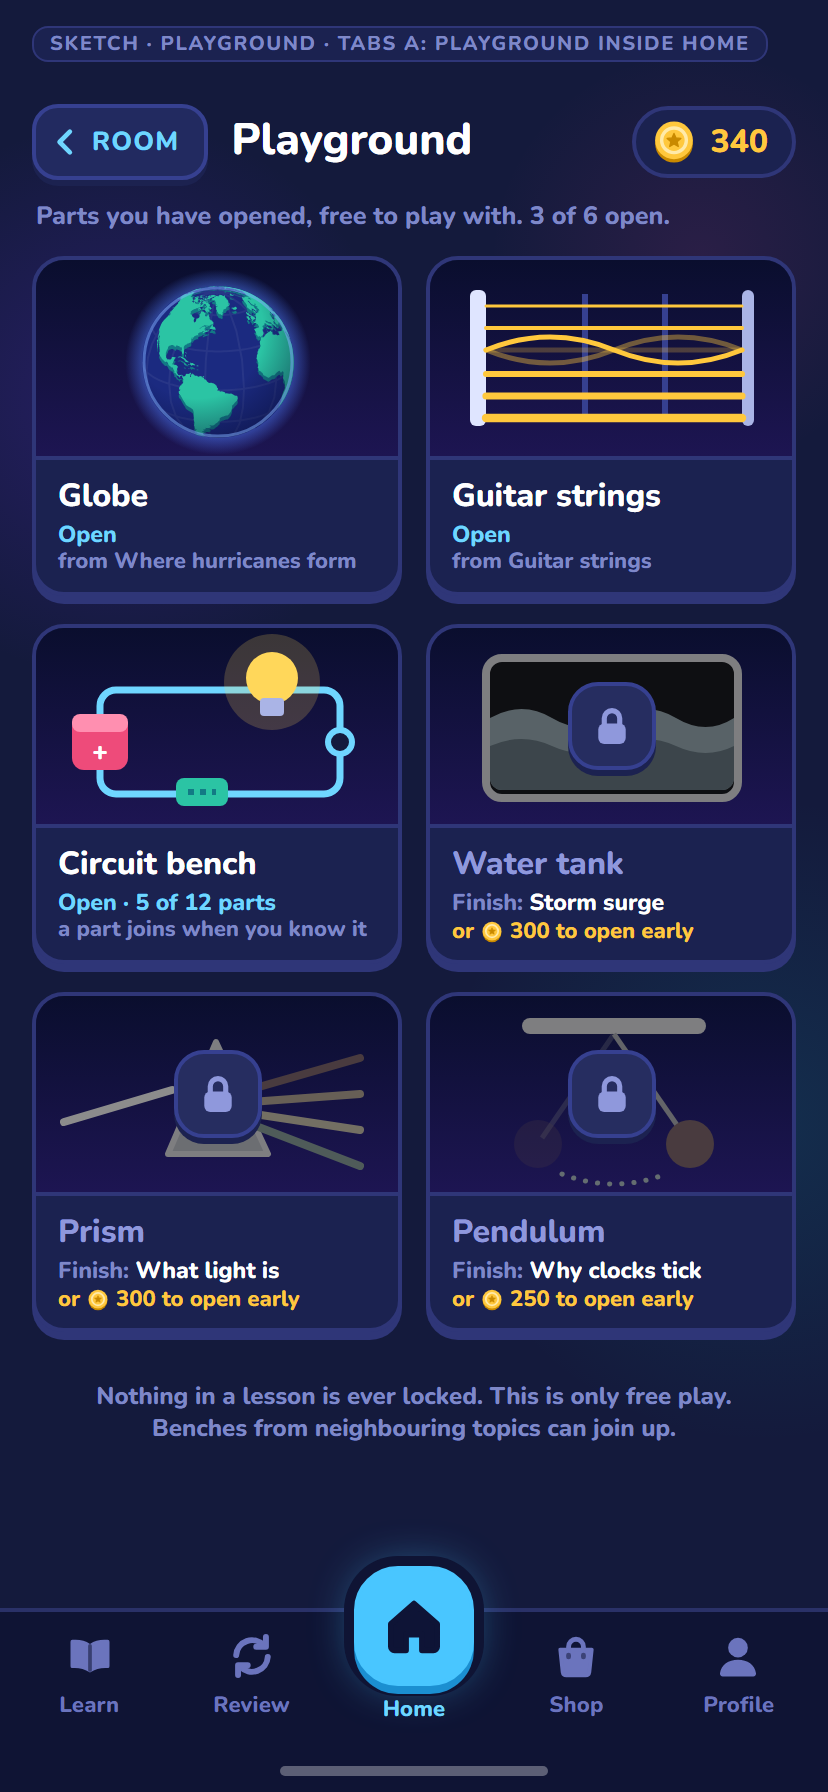 SKETCH · PLAYGROUND · TABS A: PLAYGROUND INSIDE HOME
ROOM
Playground
340
Parts you have opened, free to play with. 3 of 6 open.
Globe
Open
from Where hurricanes form
Guitar strings
Open
from Guitar strings
+
Circuit bench
Open · 5 of 12 parts
a part joins when you know it
Water tank
Finish: Storm surge
or 300 to open early
Prism
Finish: What light is
or 300 to open early
Pendulum
Finish: Why clocks tick
or 250 to open early
Nothing in a lesson is ever locked. This is only free play.
Benches from neighbouring topics can join up.
Learn
Review
Home
Shop
Profile